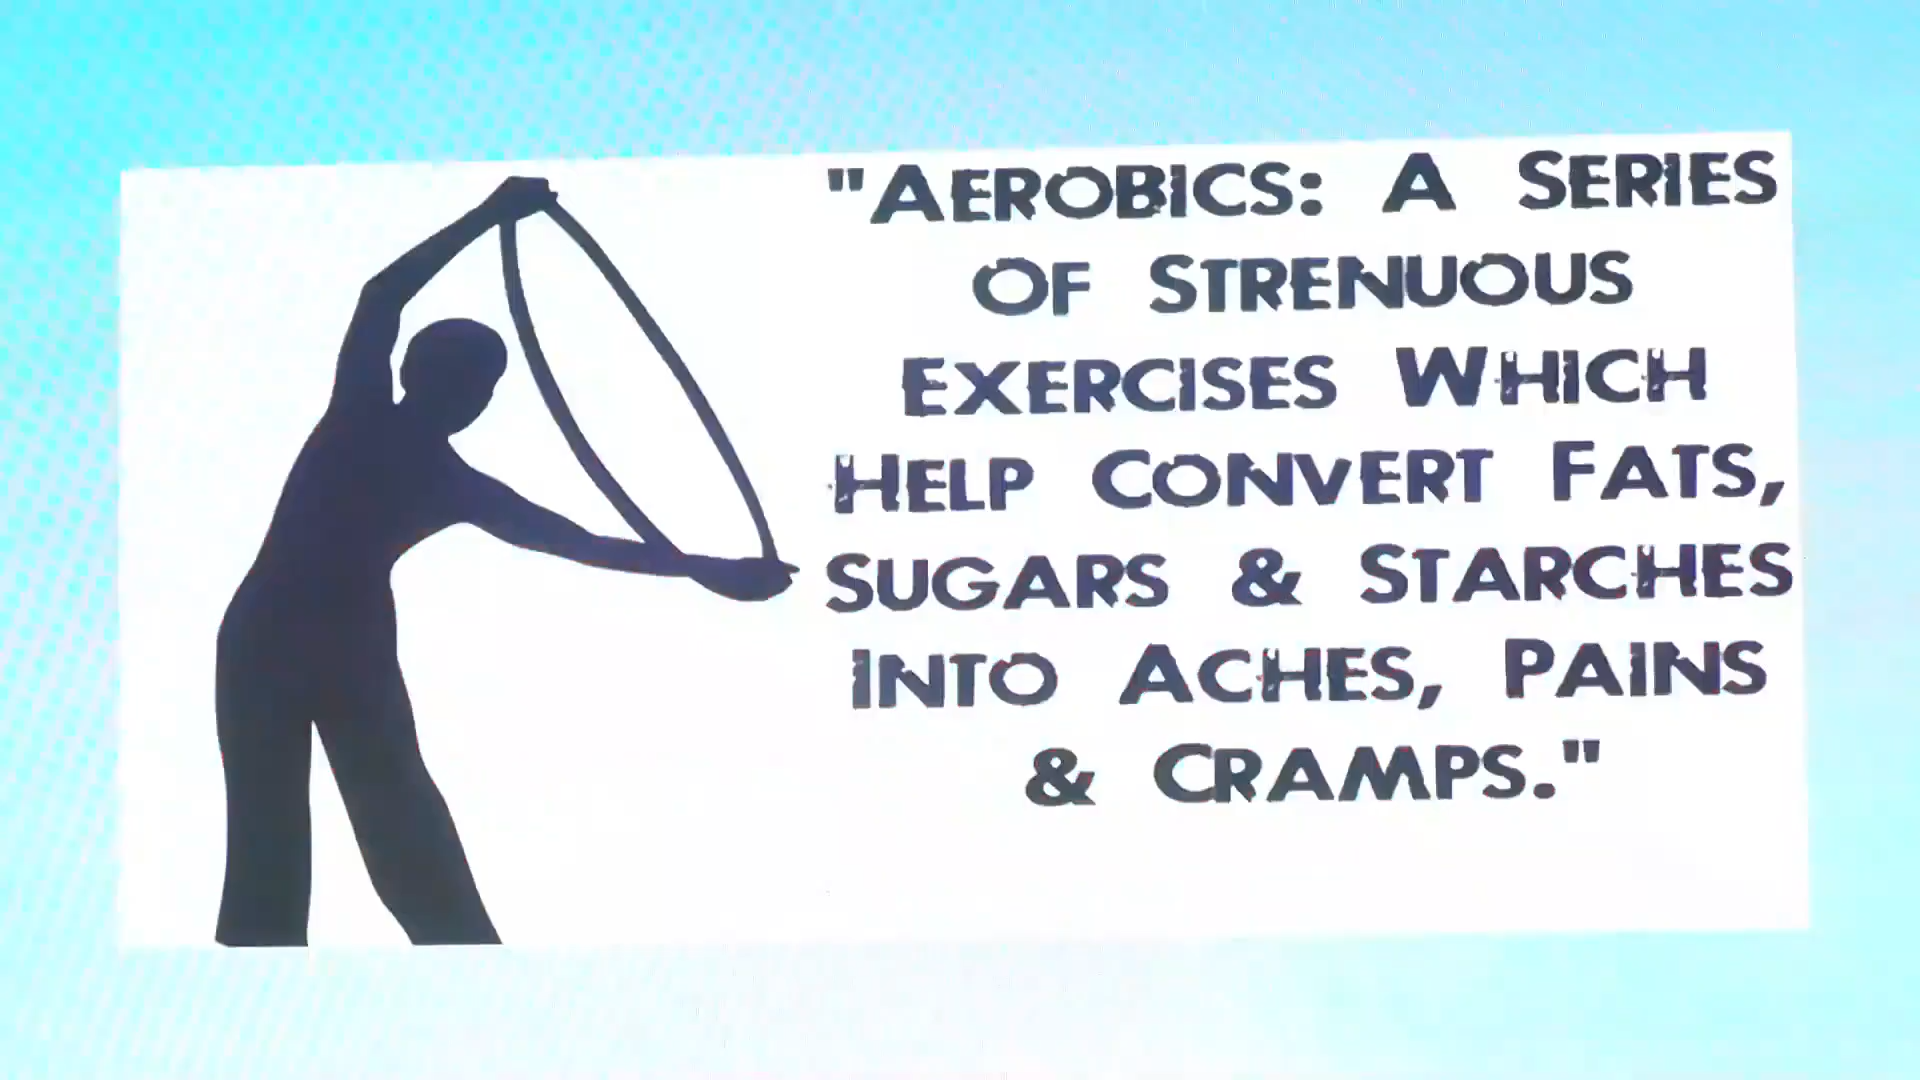 "AEROBICS: A SERIES
OF STRENUOUS
EXERCISES WHICH
HELP CONVERT FATS,
SUGARS & STARCHES
INTO ACHES, PAINS
& CRAMPS."